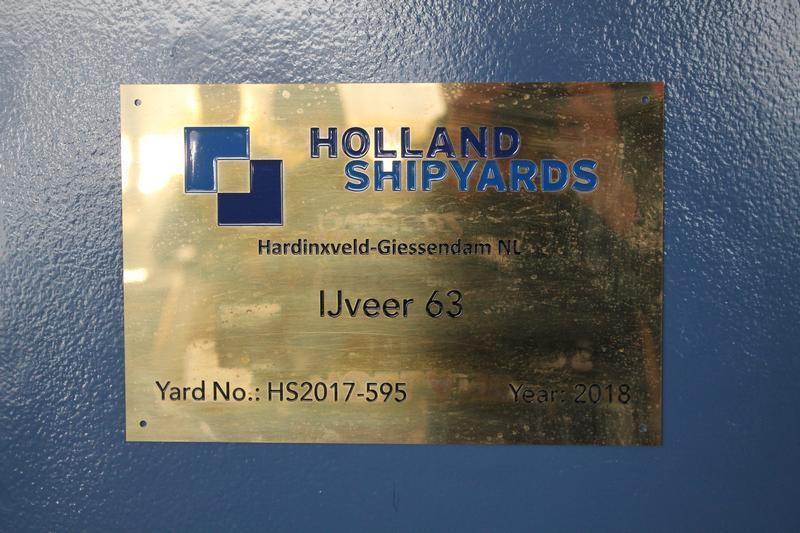 HOLLAND
SHIPYARDS
Hardinxveld-Giessendam NL
IJveer 63
Yard No.: HS2017-595
Year: 2018